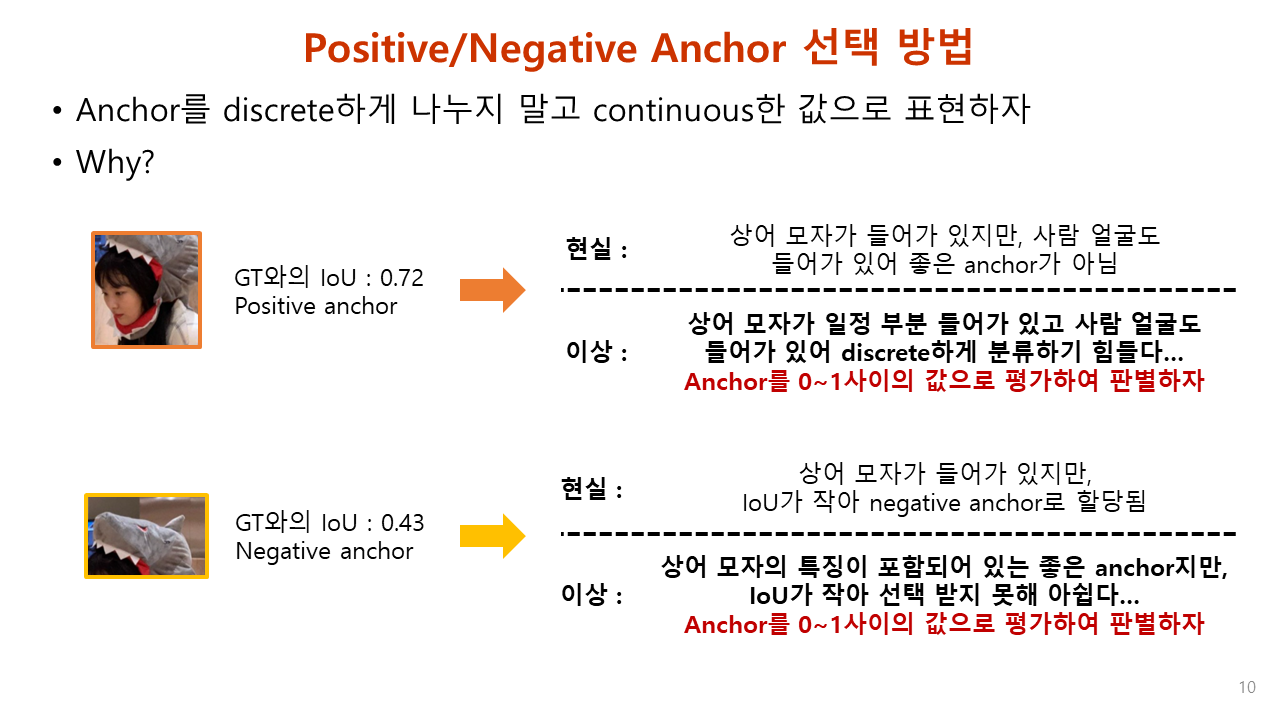 Positive/Negative Anchor 선택 방법
• Anchor를 discrete하게 나누지 말고 continuous한 값으로 표현하자
• Why?
GT와의 IoU : 0.72
Positive anchor
현실 :
상어 모자가 들어가 있지만, 사람 얼굴도
들어가 있어 좋은 anchor가 아님
이상 :
상어 모자가 일정 부분 들어가 있고 사람 얼굴도
들어가 있어 discrete하게 분류하기 힘들다...
Anchor를 0~1사이의 값으로 평가하여 판별하자
GT와의 IoU : 0.43
Negative anchor
현실 :
상어 모자가 들어가 있지만,
IoU가 작아 negative anchor로 할당됨
이상 :
상어 모자의 특징이 포함되어 있는 좋은 anchor지만,
IoU가 작아 선택 받지 못해 아쉽다...
Anchor를 0~1사이의 값으로 평가하여 판별하자
10